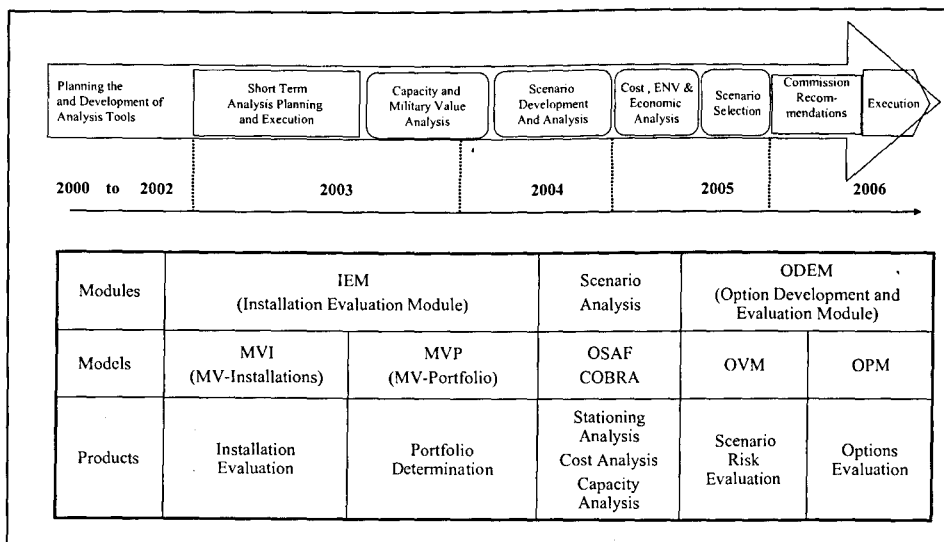 Planning the
and Development of
Analysis Tools
Short Term
Analysis Planning
and Execution
Capacity and
Military Value
Analysis
Scenario
Development
And Analysis
Cost , ENV &
Economic
Analysis
Scenario
Selection
Commission
Recom-
mendations
Execution
2000 to 2002
2003
2004
2005
2006
Modules
IEM
(Installation Evaluation Module)
Scenario
Analysis
ODEM
(Option Development and
Evaluation Module)
Models
MVI
(MV-Installations)
MVP
(MV-Portfolio)
OSAF
COBRA
OVM
OPM
Products
Installation
Evaluation
Portfolio
Determination
Stationing
Analysis
Cost Analysis
Capacity
Analysis
Scenario
Risk
Evaluation
Options
Evaluation